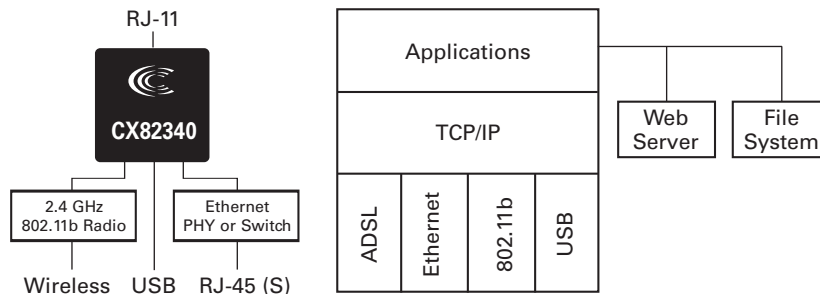 RJ-11
CX82340
2.4 GHz
802.11b Radio
Ethernet
PHY or Switch
Wireless
USB
RJ-45 (S)
Applications
TCP/IP
ADSL
Ethernet
802.11b
USB
Web
Server
File
System